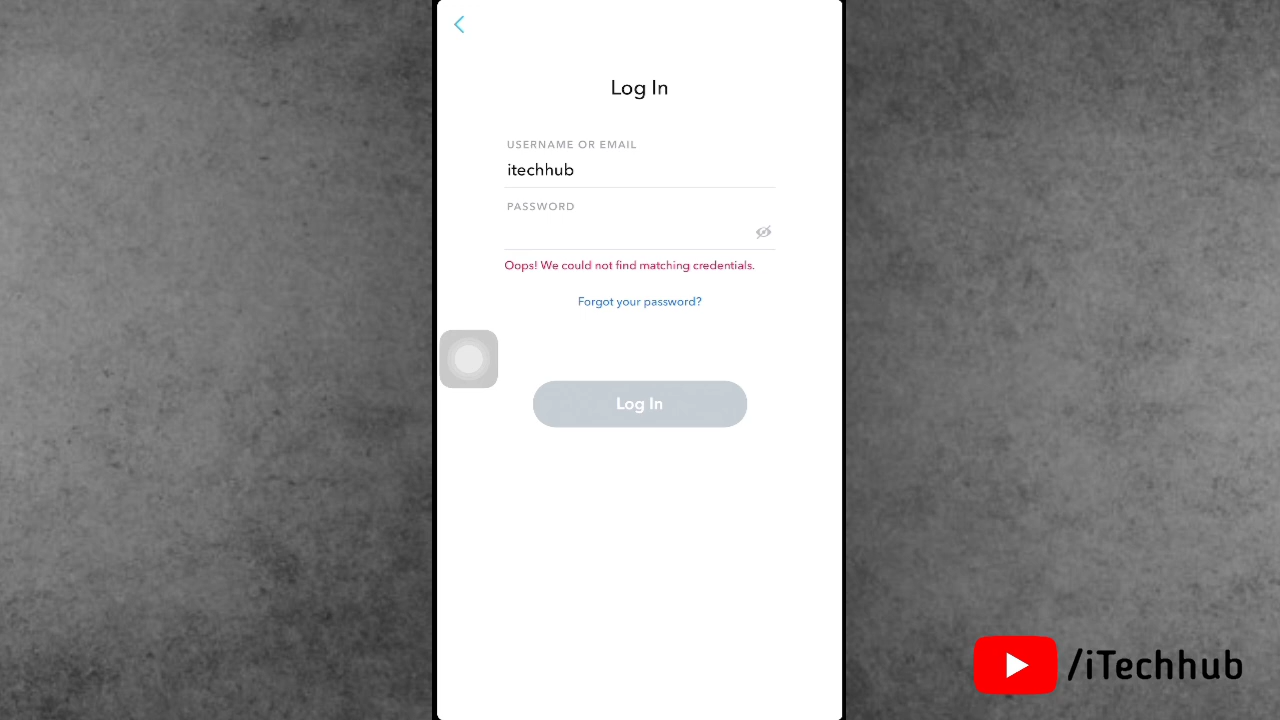 Log In
USERNAME OR EMAIL
itechhub
PASSWORD
Oops! We could not find matching credentials.
Forgot your password?
Log In
/iTechhub